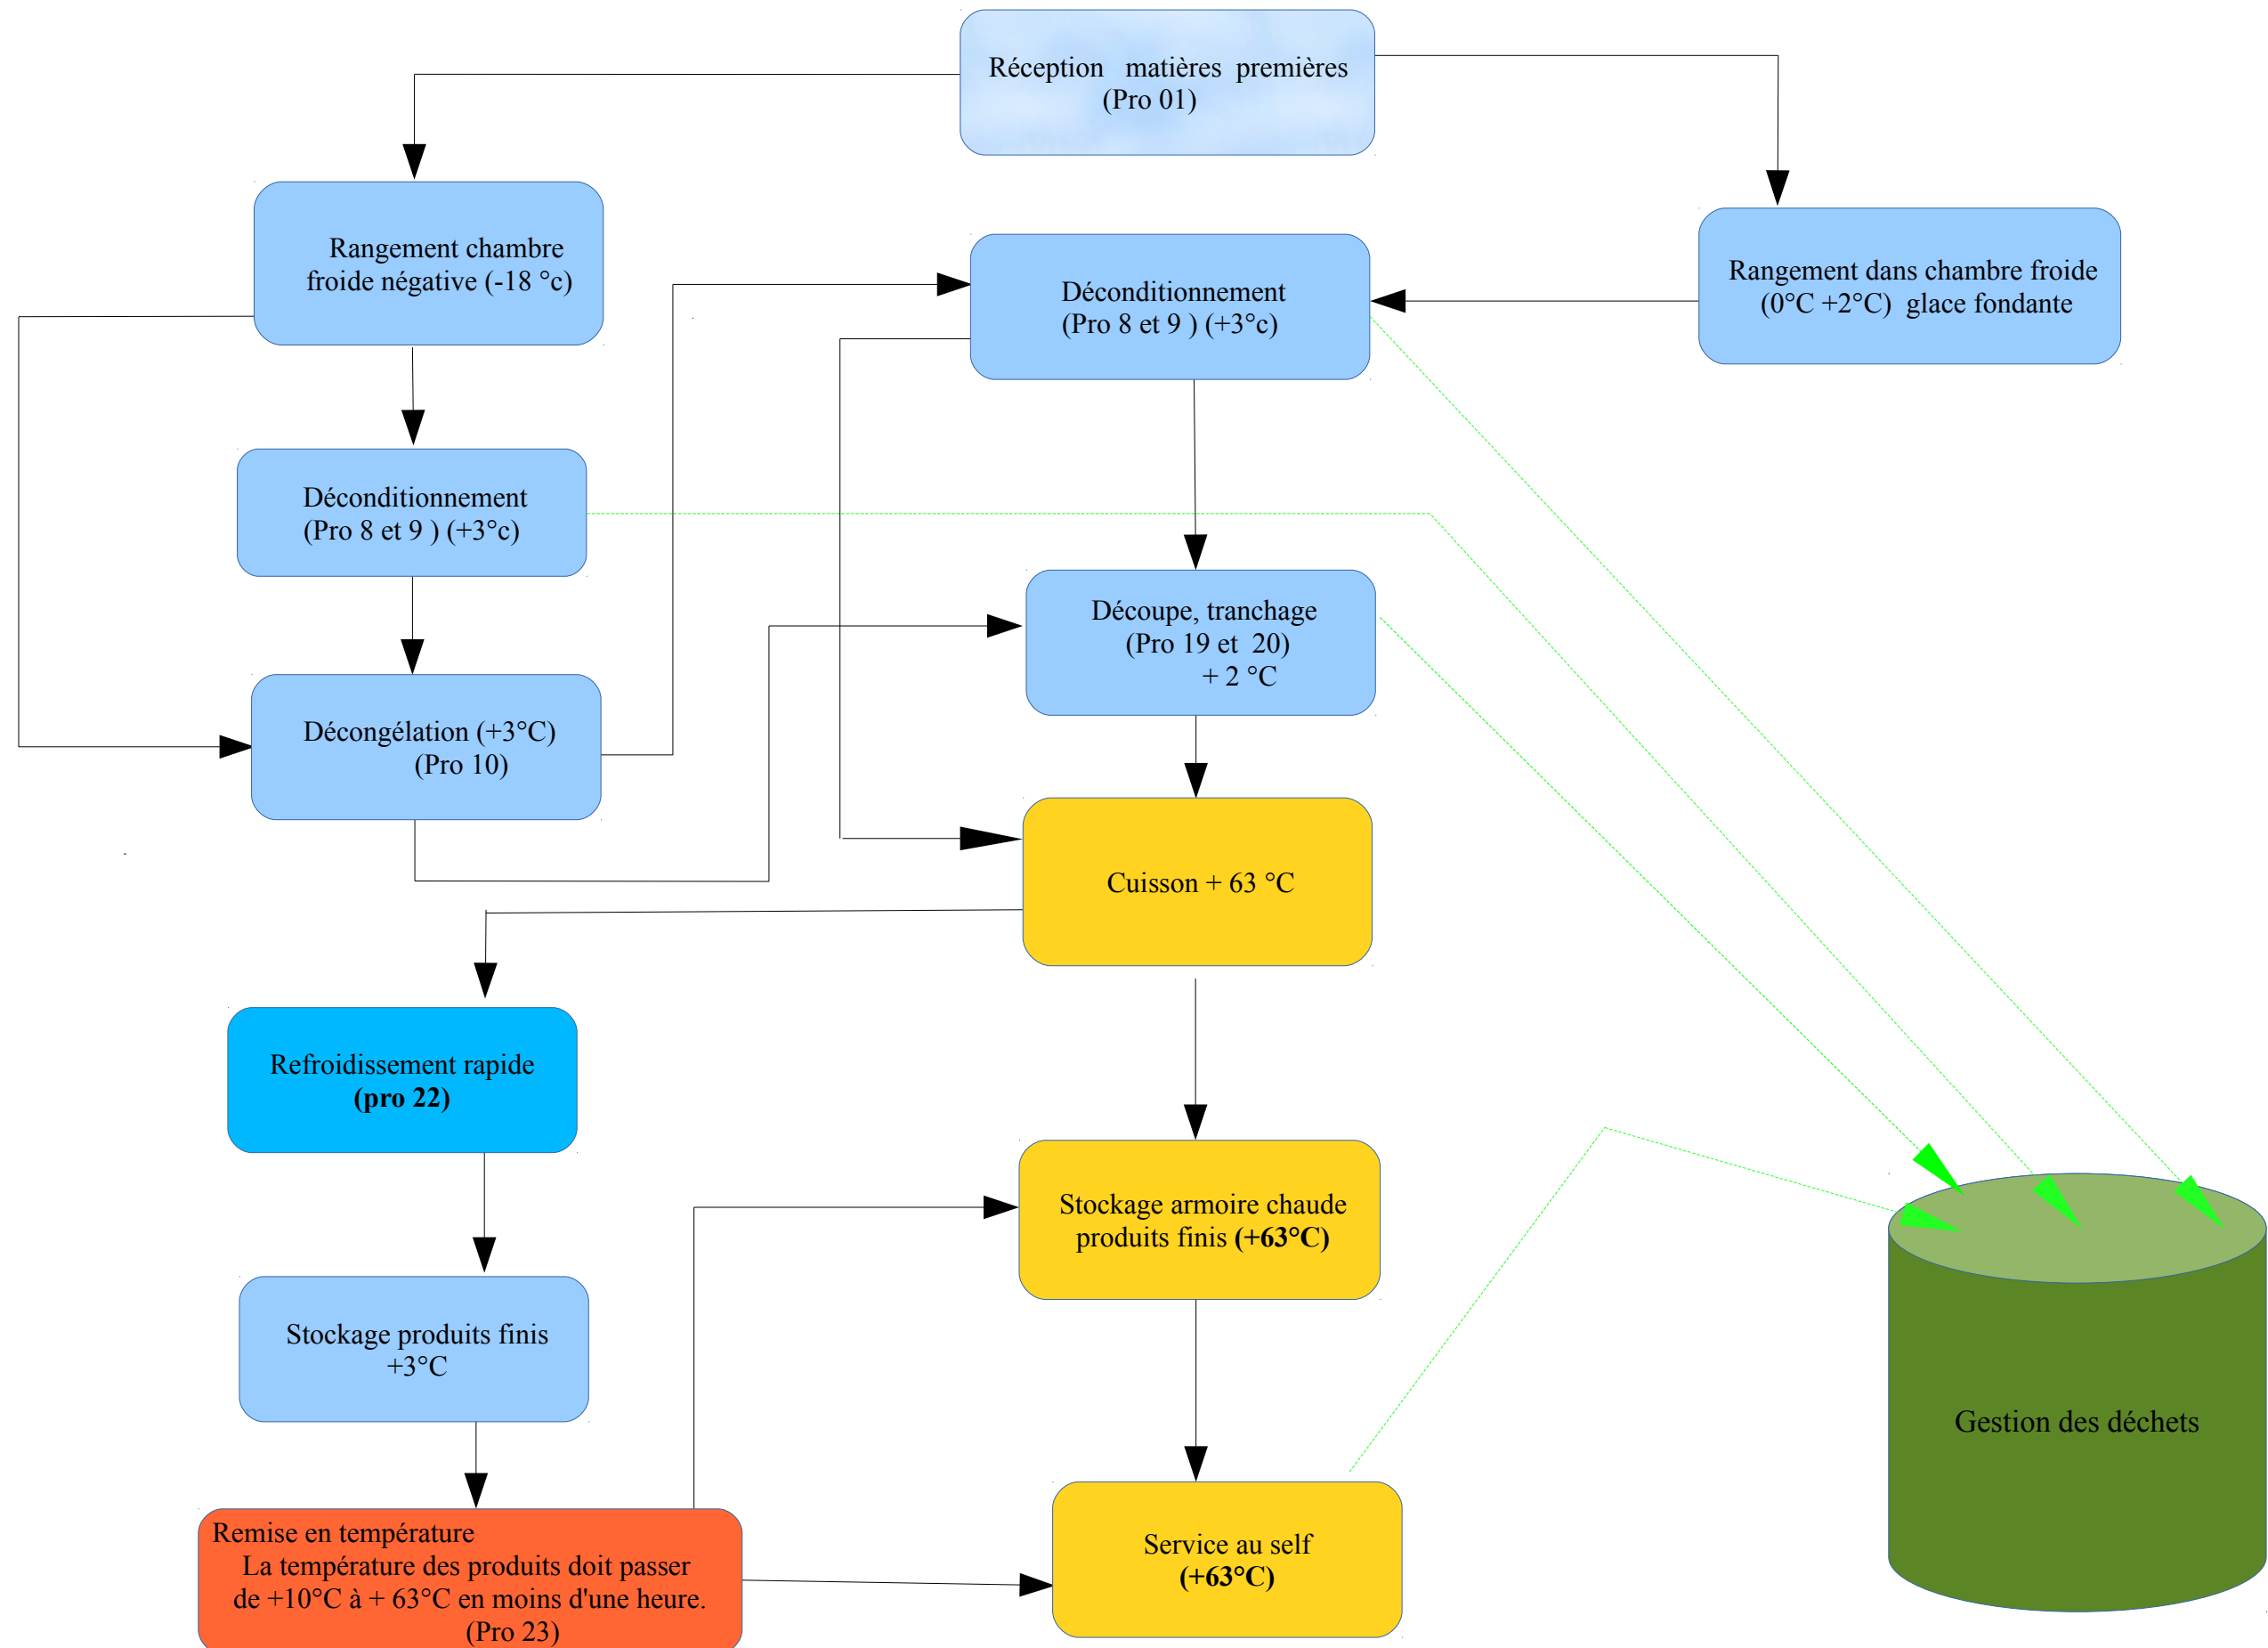 Réception matières premières
(Pro 01)
Rangement chambre
froide négative (-18 °c)
Déconditionnement
(Pro 8 et 9 ) (+3°c)
Rangement dans chambre froide
(0°C +2°C) glace fondante
Déconditionnement
(Pro 8 et 9 ) (+3°c)
Découpe, tranchage
(Pro 19 et 20)
+ 2 °C
Décongélation (+3°C)
(Pro 10)
Cuisson + 63 °C
Refroidissement rapide
(pro 22)
Stockage armoire chaude
produits finis (+63°C)
Stockage produits finis
+3°C
Gestion des déchets
Remise en température
La température des produits doit passer
de +10°C à + 63°C en moins d'une heure.
(Pro 23)
Service au self
(+63°C)